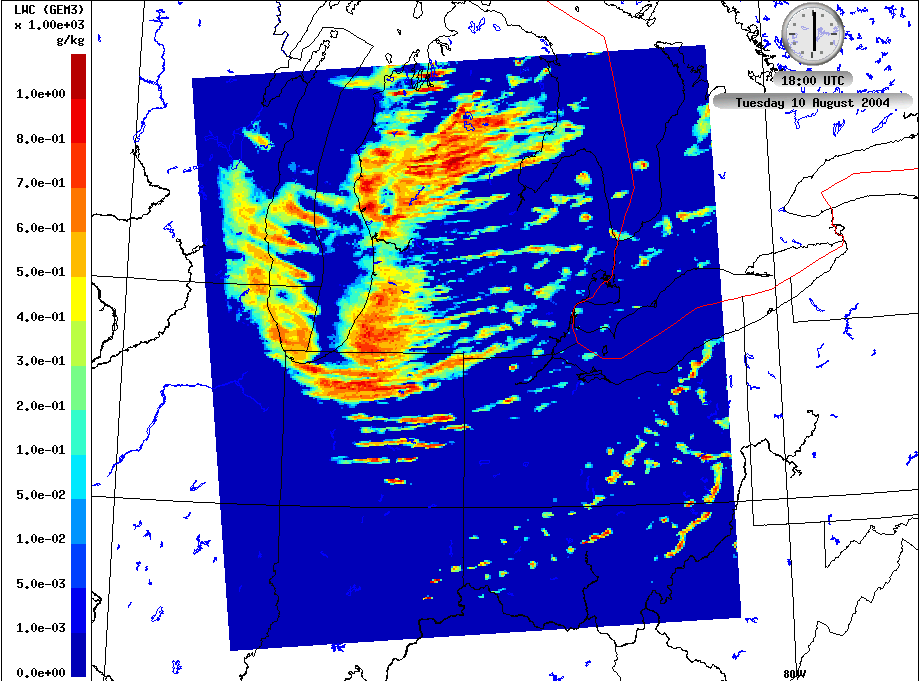 LWC (GEM3)
x 1.00e+03
g/kg
1.0e+00
8.0e-01
7.0e-01
6.0e-01
5.0e-01
4.0e-01
3.0e-01
2.0e-01
1.0e-01
5.0e-02
1.0e-02
5.0e-03
1.0e-03
0.0e+00
18:00 UTC
Tuesday 10 August 2004
80W